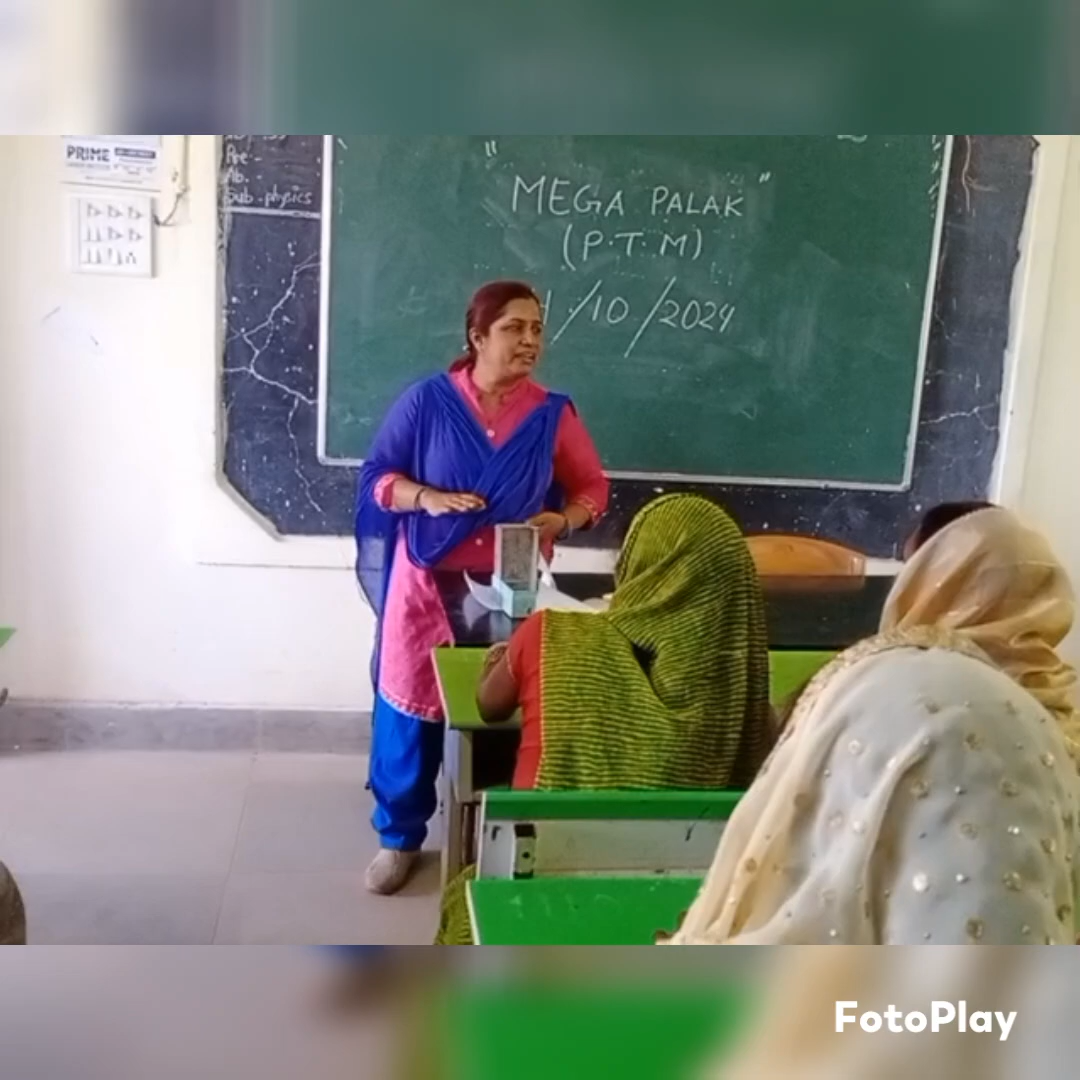 PRIME
Pre -
Ab. -
Sub - physics
"MEGA PALAK"
(P.T.M)
/10/2024
FotoPlay